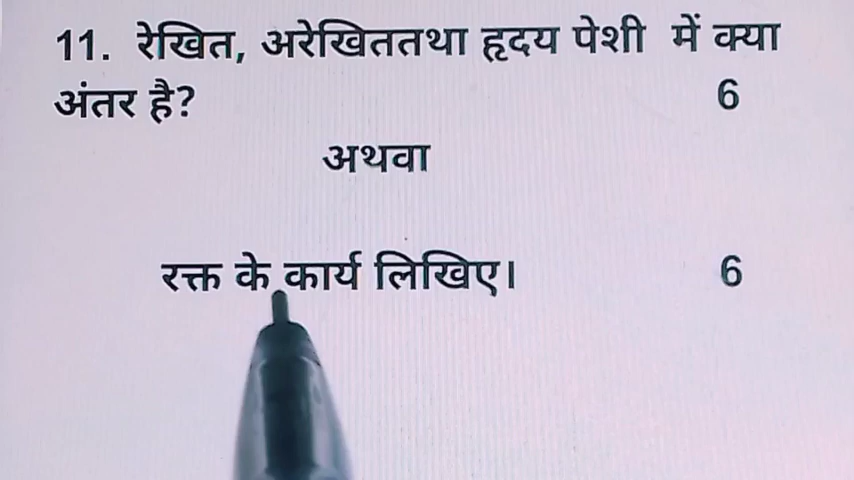 11. रेखित, अरेखिततथा हृदय पेशी में क्या
अंतर है? 6
अथवा
रक्त के कार्य लिखिए। 6